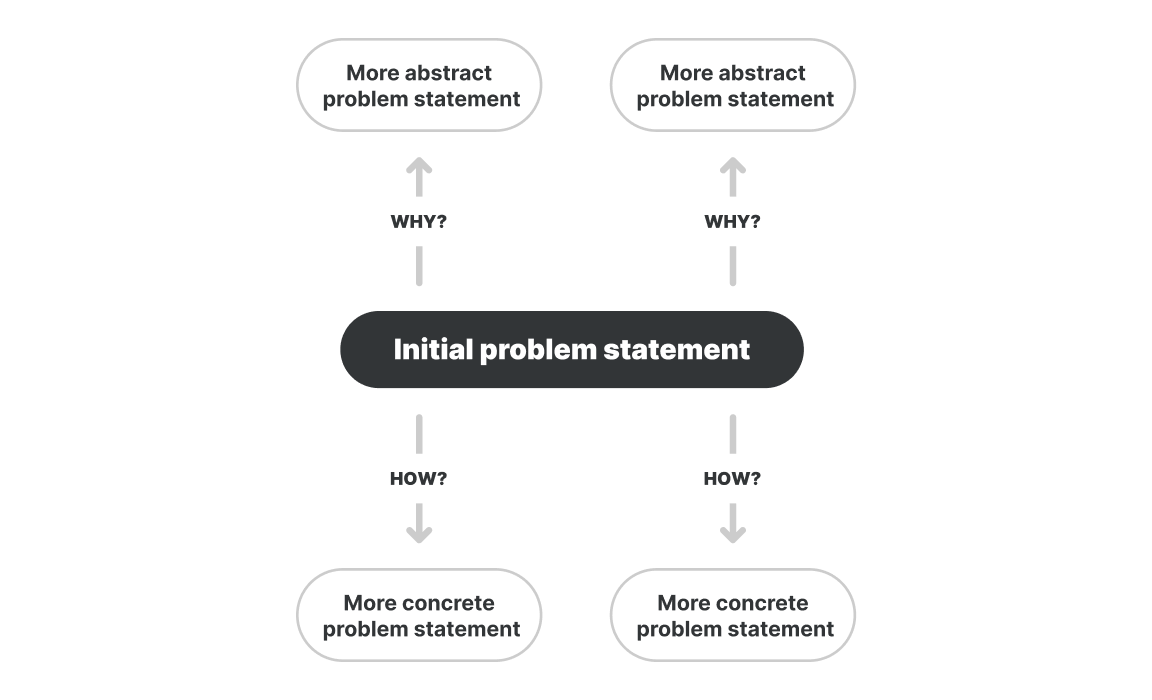 More abstract
problem statement
More abstract
problem statement
WHY?
WHY?
Initial problem statement
HOW?
HOW?
More concrete
problem statement
More concrete
problem statement